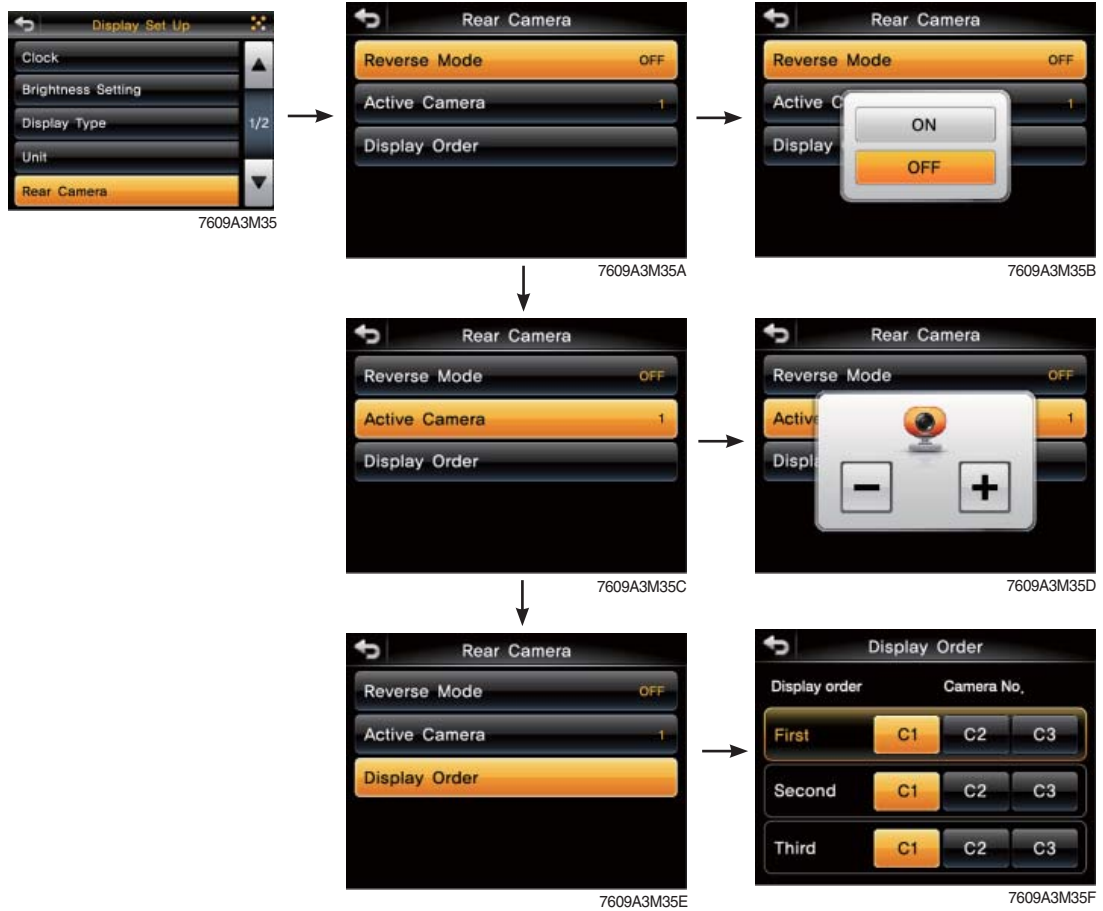 Display Set Up
Clock
Brightness Setting
Display Type
Unit
Rear Camera
1/2
7609A3M35
Rear Camera
Reverse Mode OFF
Active Camera 1
Display Order
7609A3M35A
Rear Camera
Reverse Mode OFF
Active C 1
Display
ON
OFF
7609A3M35B
Rear Camera
Reverse Mode OFF
Active Camera 1
Display Order
7609A3M35C
Rear Camera
Reverse Mode OFF
Active 1
Displa
− +
7609A3M35D
Rear Camera
Reverse Mode OFF
Active Camera 1
Display Order
7609A3M35E
Display Order
Display order Camera No.
First C1 C2 C3
Second C1 C2 C3
Third C1 C2 C3
7609A3M35F